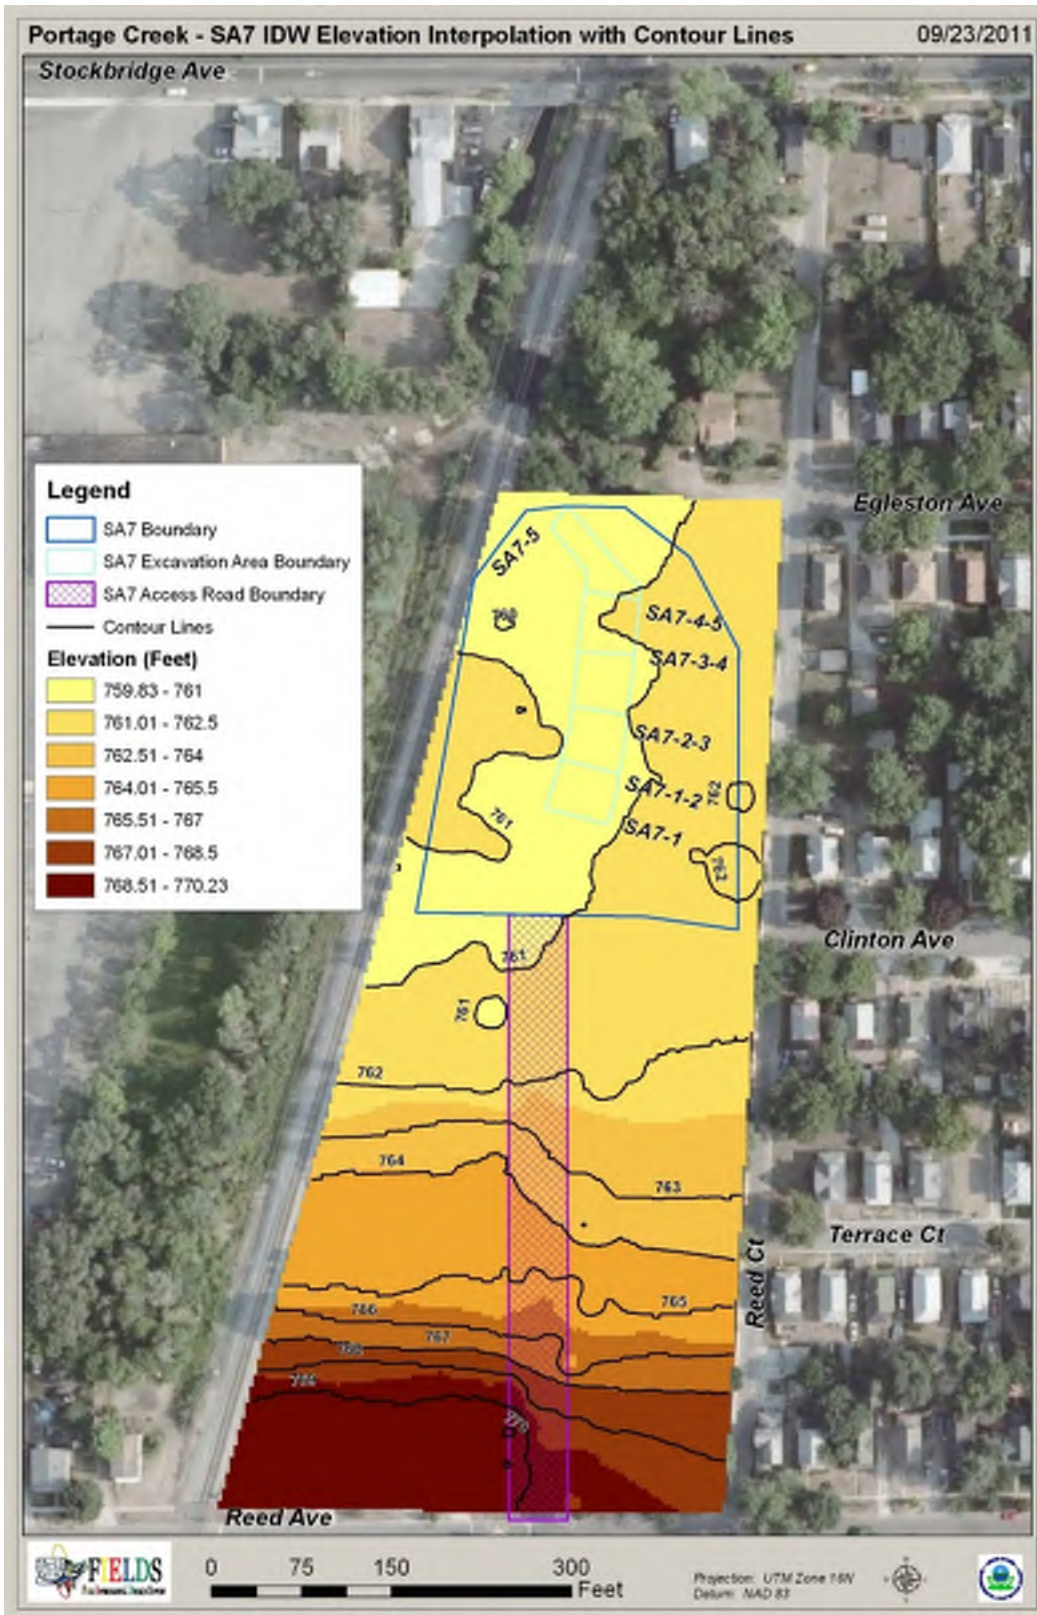 Portage Creek - SA7 IDW Elevation Interpolation with Contour Lines 09/23/2011
Stockbridge Ave
Legend
SA7 Boundary
SA7 Excavation Area Boundary
SA7 Access Road Boundary
Contour Lines
Elevation (Feet)
759.83 - 761
761.01 - 762.5
762.51 - 764
764.01 - 765.5
765.51 - 767
767.01 - 768.5
768.51 - 770.23
Egleston Ave
SA7-5
SA7-4-5
SA7-3-4
SA7-2-3
SA7-1-2
762
SA7-1
761
762
Clinton Ave
761
761
762
764
763
Terrace Ct
Reed Ct
765
766
767
Reed Ave
FIELDS
0 75 150 300
Feet
Projection: UTM Zone 16N
Datum: NAD 83